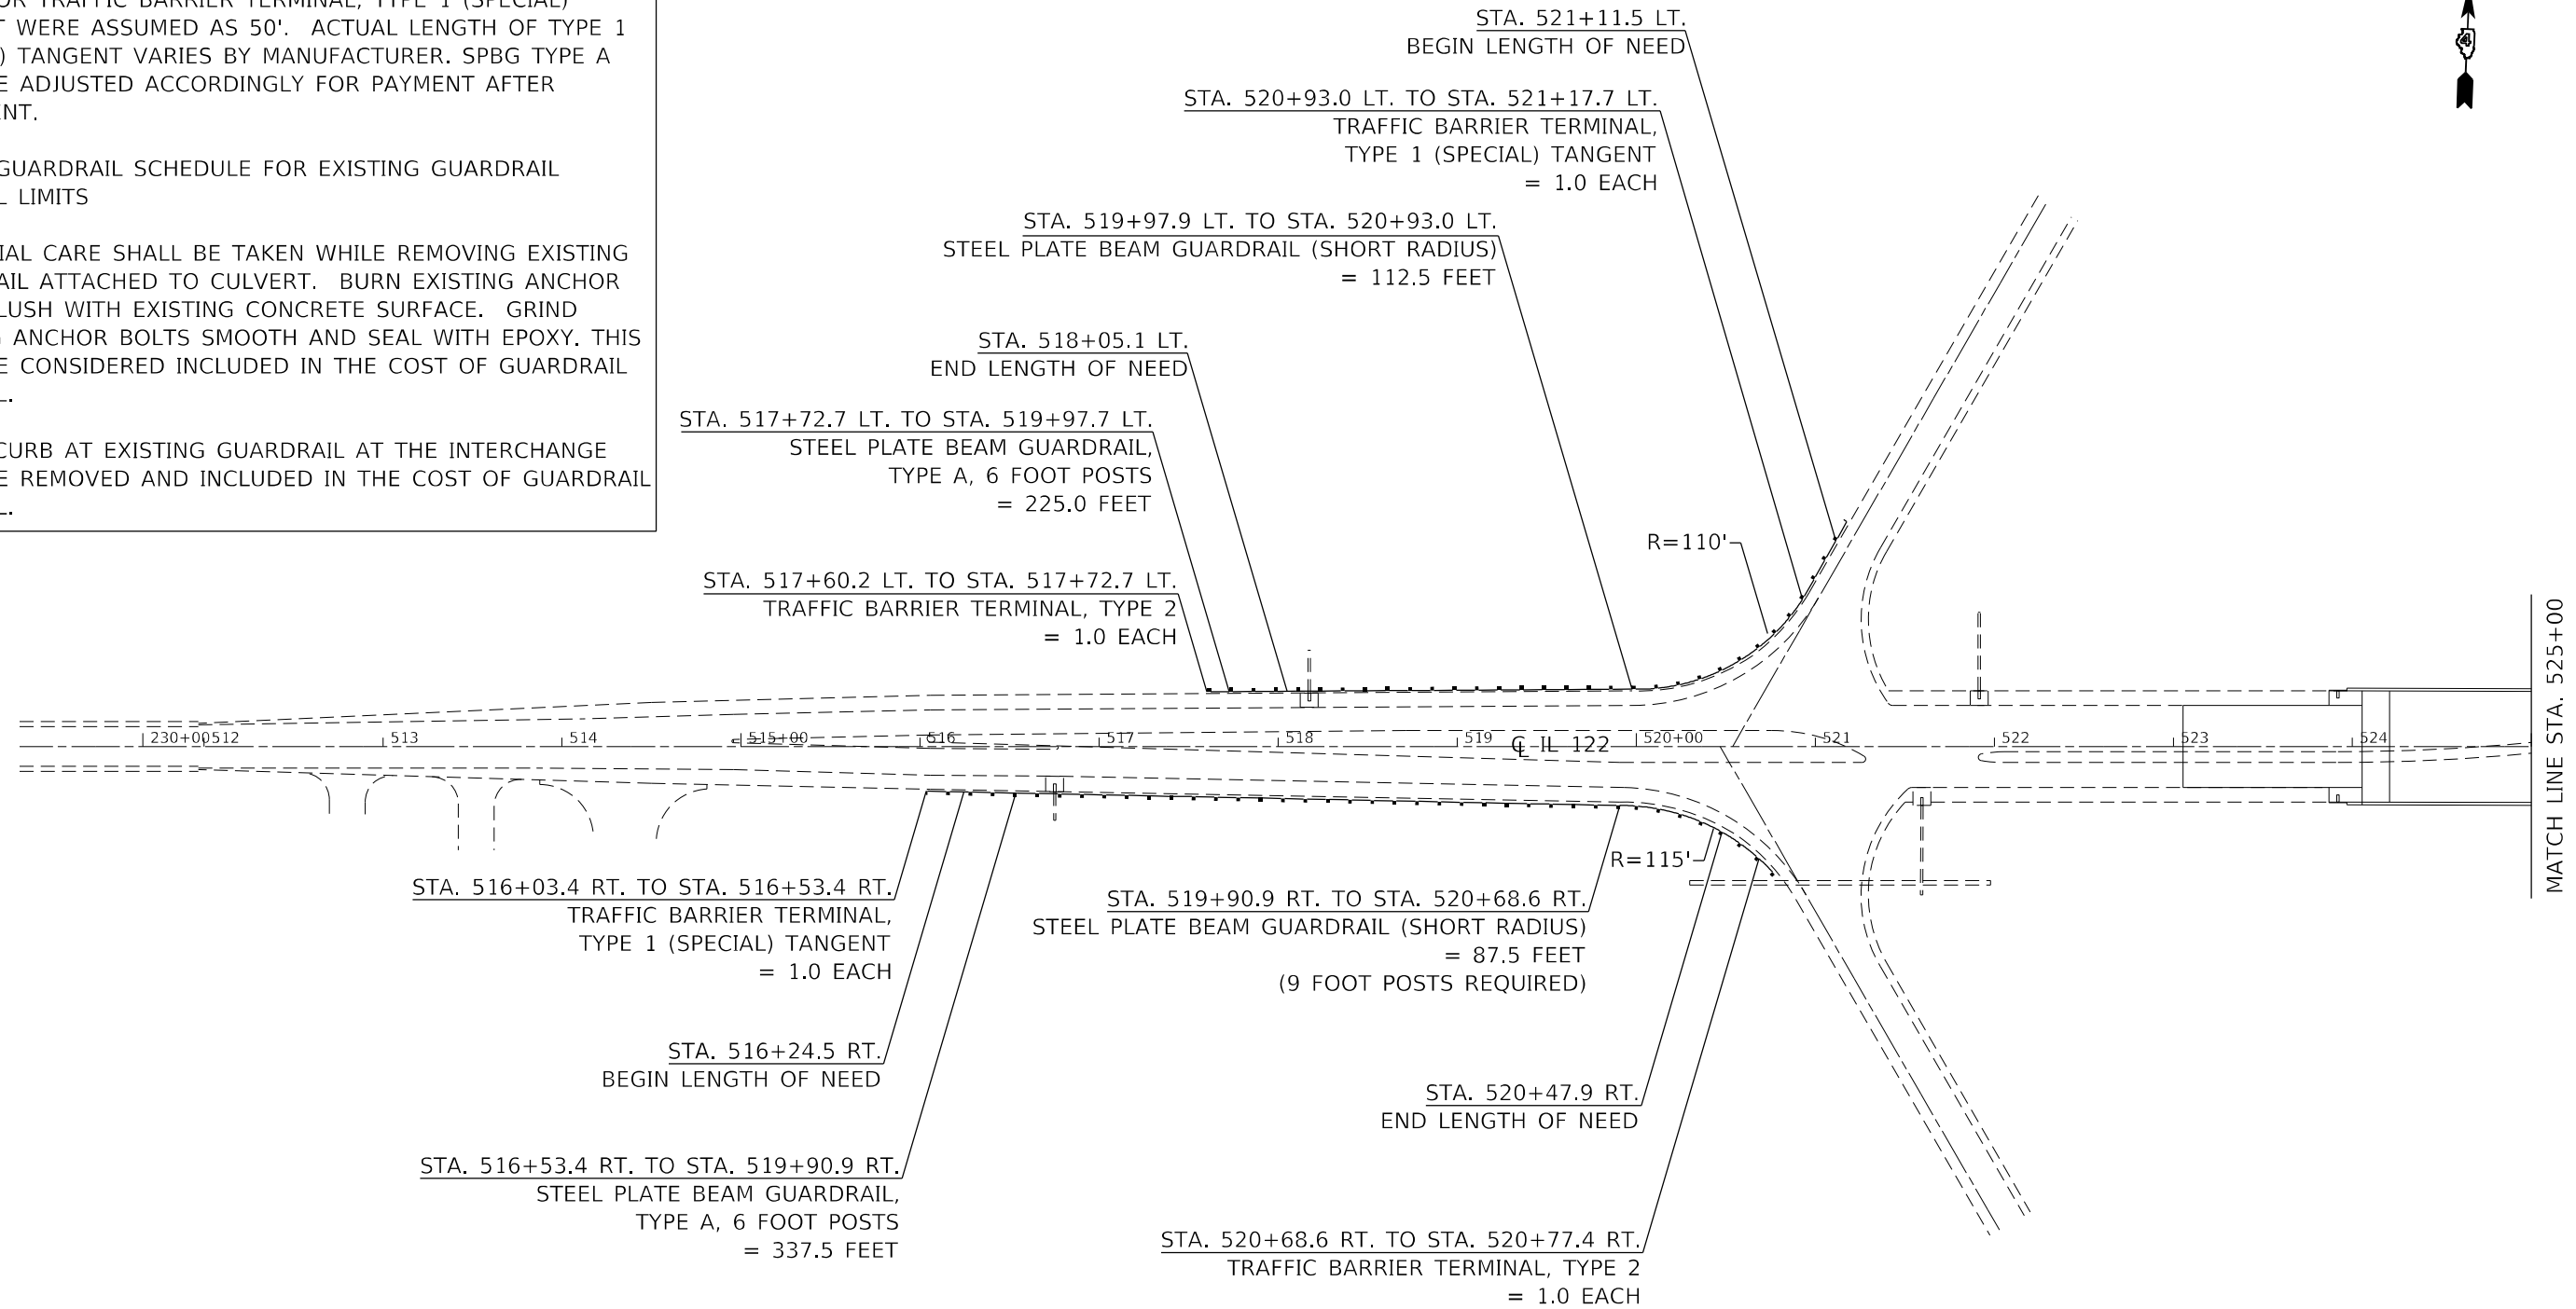 OR TRAFFIC BARRIER TERMINAL, TYPE 1 (SPECIAL)
WERE ASSUMED AS 50'. ACTUAL LENGTH OF TYPE 1
) TANGENT VARIES BY MANUFACTURER. SPBG TYPE A
ADJUSTED ACCORDINGLY FOR PAYMENT AFTER
GUARDRAIL SCHEDULE FOR EXISTING GUARDRAIL
LIMITS
IAL CARE SHALL BE TAKEN WHILE REMOVING EXISTING
AIL ATTACHED TO CULVERT. BURN EXISTING ANCHOR
LUSH WITH EXISTING CONCRETE SURFACE. GRIND
ANCHOR BOLTS SMOOTH AND SEAL WITH EPOXY. THIS
CONSIDERED INCLUDED IN THE COST OF GUARDRAIL
CURB AT EXISTING GUARDRAIL AT THE INTERCHANGE
REMOVED AND INCLUDED IN THE COST OF GUARDRAIL
STA. 521+11.5 LT.
BEGIN LENGTH OF NEED
STA. 520+93.0 LT. TO STA. 521+17.7 LT.
TRAFFIC BARRIER TERMINAL,
TYPE 1 (SPECIAL) TANGENT
= 1.0 EACH
STA. 519+97.9 LT. TO STA. 520+93.0 LT.
STEEL PLATE BEAM GUARDRAIL (SHORT RADIUS)
= 112.5 FEET
STA. 518+05.1 LT.
END LENGTH OF NEED
STA. 517+72.7 LT. TO STA. 519+97.7 LT.
STEEL PLATE BEAM GUARDRAIL,
TYPE A, 6 FOOT POSTS
= 225.0 FEET
R=110'
STA. 517+60.2 LT. TO STA. 517+72.7 LT.
TRAFFIC BARRIER TERMINAL, TYPE 2
= 1.0 EACH
4
230+00 512 513 514 515+00 516 517 518 519 ℄ IL 122 520+00 521 522 523 524
MATCH LINE STA. 525+00
R=115'
STA. 516+03.4 RT. TO STA. 516+53.4 RT.
TRAFFIC BARRIER TERMINAL,
TYPE 1 (SPECIAL) TANGENT
= 1.0 EACH
STA. 519+90.9 RT. TO STA. 520+68.6 RT.
STEEL PLATE BEAM GUARDRAIL (SHORT RADIUS)
= 87.5 FEET
(9 FOOT POSTS REQUIRED)
STA. 516+24.5 RT.
BEGIN LENGTH OF NEED
STA. 520+47.9 RT.
END LENGTH OF NEED
STA. 516+53.4 RT. TO STA. 519+90.9 RT.
STEEL PLATE BEAM GUARDRAIL,
TYPE A, 6 FOOT POSTS
= 337.5 FEET
STA. 520+68.6 RT. TO STA. 520+77.4 RT.
TRAFFIC BARRIER TERMINAL, TYPE 2
= 1.0 EACH